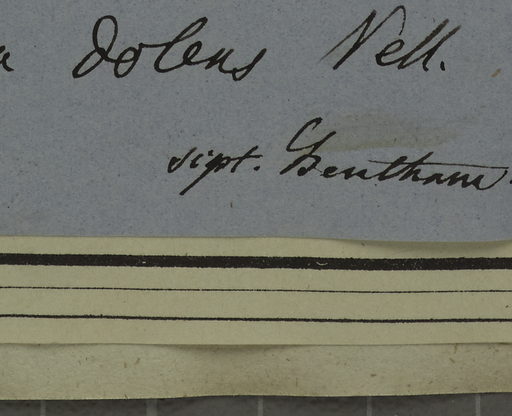 a dolens Vell.
sipt. Bentham.